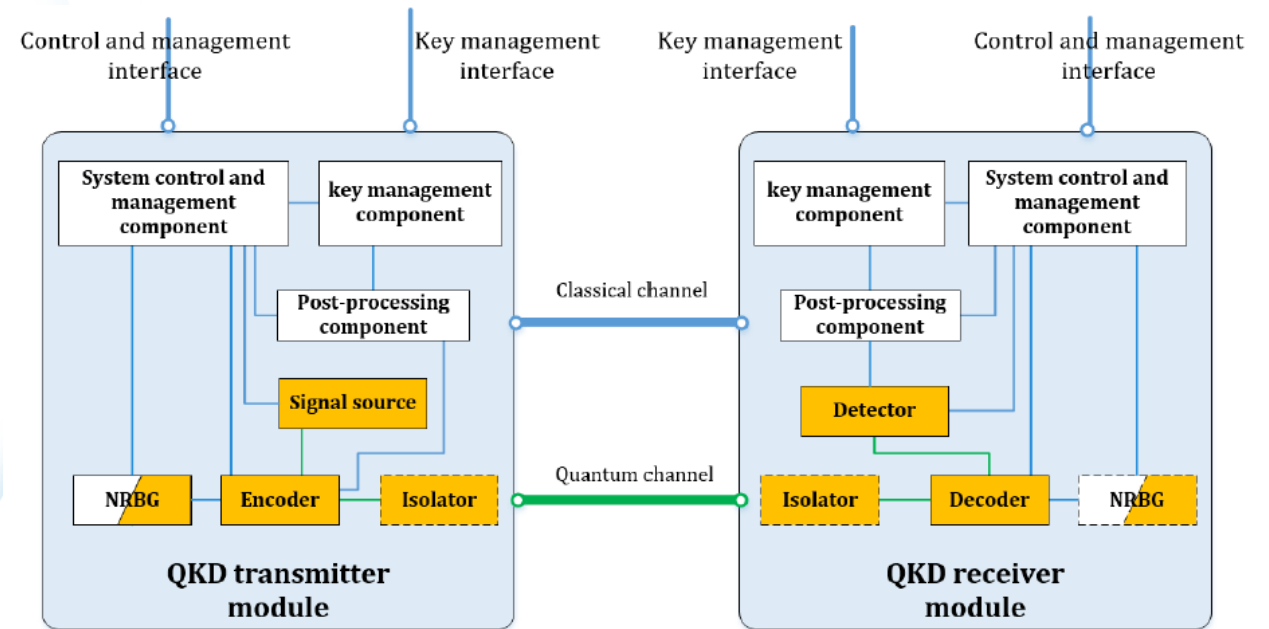 Control and management
interface
Key management
interface
Key management
interface
Control and management
interface
System control and
management
component
key management
component
key management
component
System control and
management
component
Classical channel
Post-processing
component
Post-processing
component
Signal source
Detector
Quantum channel
NRBG
Encoder
Isolator
Isolator
Decoder
NRBG
QKD transmitter
module
QKD receiver
module